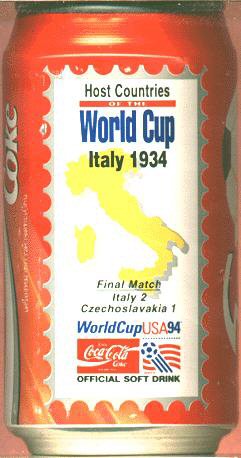 Host Countries
OF THE
World Cup
Italy 1934
Final Match
Italy 2
Czechoslavakia 1
WorldCupUSA94
Coca-Cola
Coke
OFFICIAL SOFT DRINK
Coke